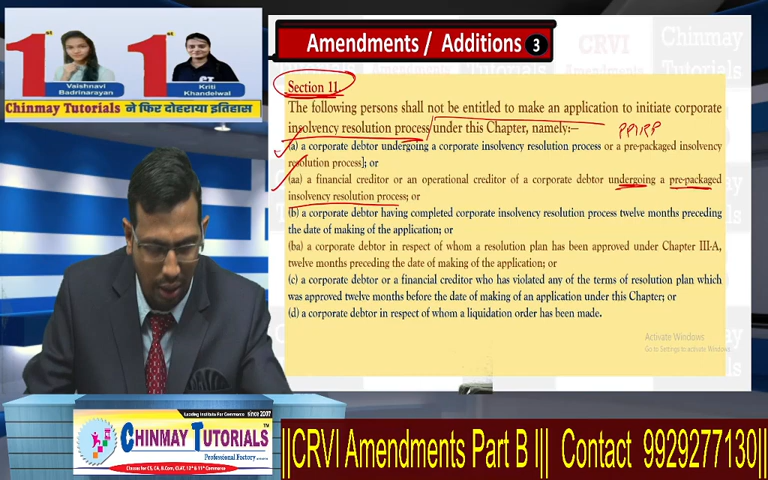 1st
1st
Vaishnavi
Badrinarayan
Kriti
Khandelwal
Chinmay Tutorials ने फिर दोहराया इतिहास
Amendments / Additions 3
Section 11.
The following persons shall not be entitled to make an application to initiate corporate
insolvency resolution process under this Chapter, namely:—
PPIRP
(a) a corporate debtor undergoing a corporate insolvency resolution process or a pre-packaged insolvency
resolution process]; or
(aa) a financial creditor or an operational creditor of a corporate debtor undergoing a pre-packaged
insolvency resolution process; or
(b) a corporate debtor having completed corporate insolvency resolution process twelve months preceding
the date of making of the application; or
(ba) a corporate debtor in respect of whom a resolution plan has been approved under Chapter III-A,
twelve months preceding the date of making of the application; or
(c) a corporate debtor or a financial creditor who has violated any of the terms of resolution plan which
was approved twelve months before the date of making of an application under this Chapter; or
(d) a corporate debtor in respect of whom a liquidation order has been made.
Activate Windows
Go to Settings to activate Windows.
Leading Institute For Commerce since 2007
CHINMAY TUTORIALS
Professional Factory......
Classes for CS, CA, B.Com, CLAT, 12th & 11th Commerce
||CRVI Amendments Part B I|| Contact 9929277130||